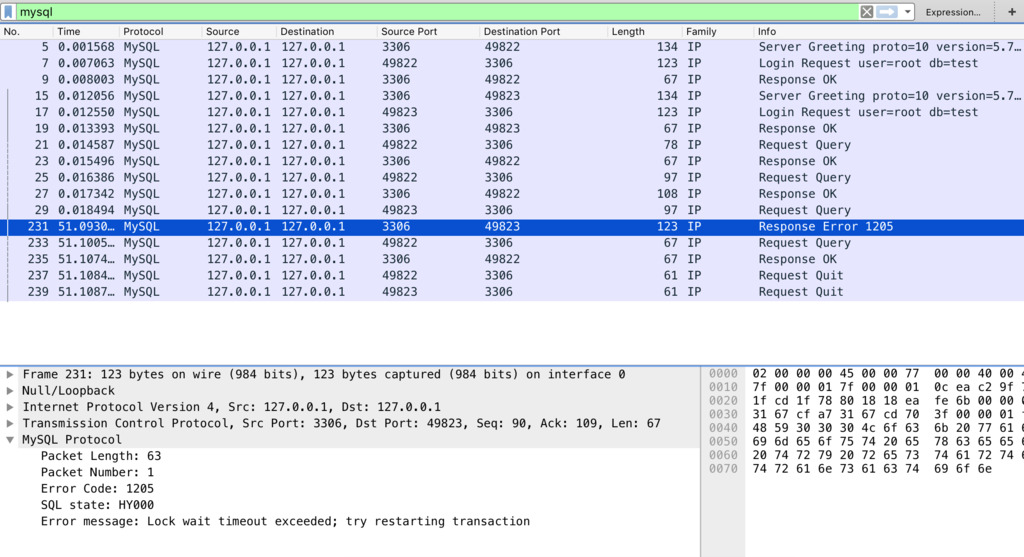 mysql Expression... +
No. Time Protocol Source Destination Source Port Destination Port Length Family Info
5 0.001568 MySQL 127.0.0.1 127.0.0.1 3306 49822 134 IP Server Greeting proto=10 version=5.7…
7 0.007063 MySQL 127.0.0.1 127.0.0.1 49822 3306 123 IP Login Request user=root db=test
9 0.008003 MySQL 127.0.0.1 127.0.0.1 3306 49822 67 IP Response OK
15 0.012056 MySQL 127.0.0.1 127.0.0.1 3306 49823 134 IP Server Greeting proto=10 version=5.7…
17 0.012550 MySQL 127.0.0.1 127.0.0.1 49823 3306 123 IP Login Request user=root db=test
19 0.013393 MySQL 127.0.0.1 127.0.0.1 3306 49823 67 IP Response OK
21 0.014587 MySQL 127.0.0.1 127.0.0.1 49822 3306 78 IP Request Query
23 0.015496 MySQL 127.0.0.1 127.0.0.1 3306 49822 67 IP Response OK
25 0.016386 MySQL 127.0.0.1 127.0.0.1 49822 3306 97 IP Request Query
27 0.017342 MySQL 127.0.0.1 127.0.0.1 3306 49822 108 IP Response OK
29 0.018494 MySQL 127.0.0.1 127.0.0.1 49823 3306 97 IP Request Query
231 51.0930… MySQL 127.0.0.1 127.0.0.1 3306 49823 123 IP Response Error 1205
233 51.1005… MySQL 127.0.0.1 127.0.0.1 49822 3306 67 IP Request Query
235 51.1074… MySQL 127.0.0.1 127.0.0.1 3306 49822 67 IP Response OK
237 51.1084… MySQL 127.0.0.1 127.0.0.1 49822 3306 61 IP Request Quit
239 51.1087… MySQL 127.0.0.1 127.0.0.1 49823 3306 61 IP Request Quit
Frame 231: 123 bytes on wire (984 bits), 123 bytes captured (984 bits) on interface 0
Null/Loopback
Internet Protocol Version 4, Src: 127.0.0.1, Dst: 127.0.0.1
Transmission Control Protocol, Src Port: 3306, Dst Port: 49823, Seq: 90, Ack: 109, Len: 67
MySQL Protocol
Packet Length: 63
Packet Number: 1
Error Code: 1205
SQL state: HY000
Error message: Lock wait timeout exceeded; try restarting transaction
0000 02 00 00 00 45 00 00 77 00 00 40 00
0010 7f 00 00 01 7f 00 00 01 0c ea c2 9f
0020 1f cd 1f 78 80 18 18 ea fe 6b 00 00
0030 31 67 cf a7 31 67 cd 70 3f 00 00 01
0040 48 59 30 30 30 4c 6f 63 6b 20 77 61
0050 69 6d 65 6f 75 74 20 65 78 63 65 65
0060 20 74 72 79 20 72 65 73 74 61 72 74
0070 74 72 61 6e 73 61 63 74 69 6f 6e